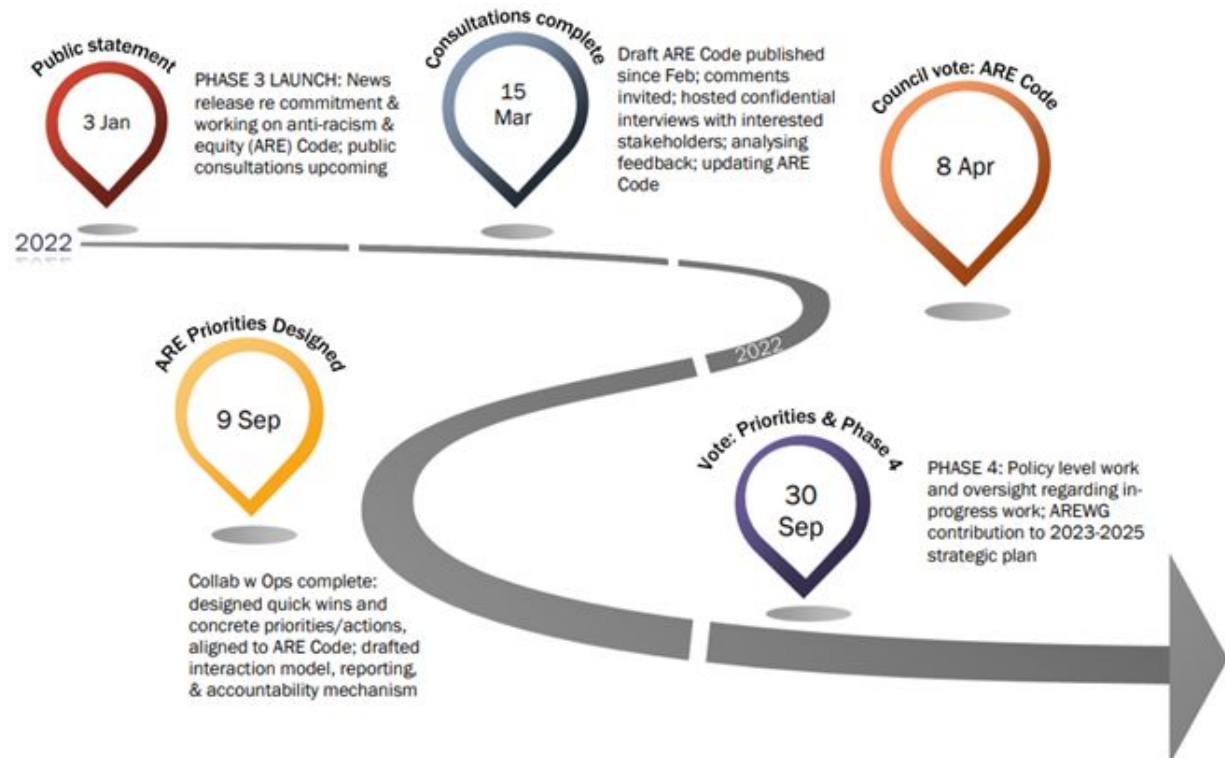 Public statement
3 Jan
PHASE 3 LAUNCH: News
release re commitment &
working on anti-racism &
equity (ARE) Code; public
consultations upcoming
Consultations complete
15
Mar
Draft ARE Code published
since Feb; comments
invited; hosted confidential
interviews with interested
stakeholders; analysing
feedback; updating ARE
Code
Council vote: ARE Code
8 Apr
2022
2022
ARE Priorities Designed
9 Sep
Collab w Ops complete:
designed quick wins and
concrete priorities/actions,
aligned to ARE Code; drafted
interaction model, reporting,
& accountability mechanism
Vote: Priorities & Phase 4
30
Sep
PHASE 4: Policy level work
and oversight regarding in-
progress work; AREWG
contribution to 2023-2025
strategic plan